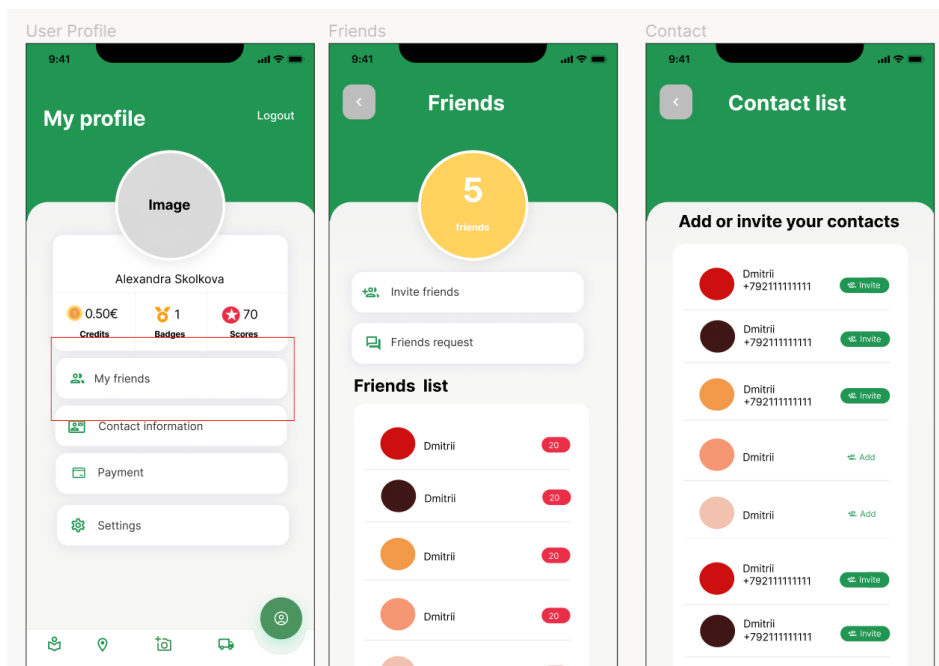 User Profile
9:41
My profile
Logout
Image
Alexandra Skolkova
0.50€
1
70
Credits
Badges
Scores
My friends
Contact information
Payment
Settings
Friends
9:41
Friends
5
friends
Invite friends
Friends request
Friends list
Dmitrii
20
Dmitrii
20
Dmitrii
20
Dmitrii
20
Contact
9:41
Contact list
Add or invite your contacts
Dmitrii
+792111111111
Invite
Dmitrii
+792111111111
Invite
Dmitrii
+792111111111
Invite
Dmitrii
Add
Dmitrii
Add
Dmitrii
+792111111111
Invite
Dmitrii
+792111111111
Invite